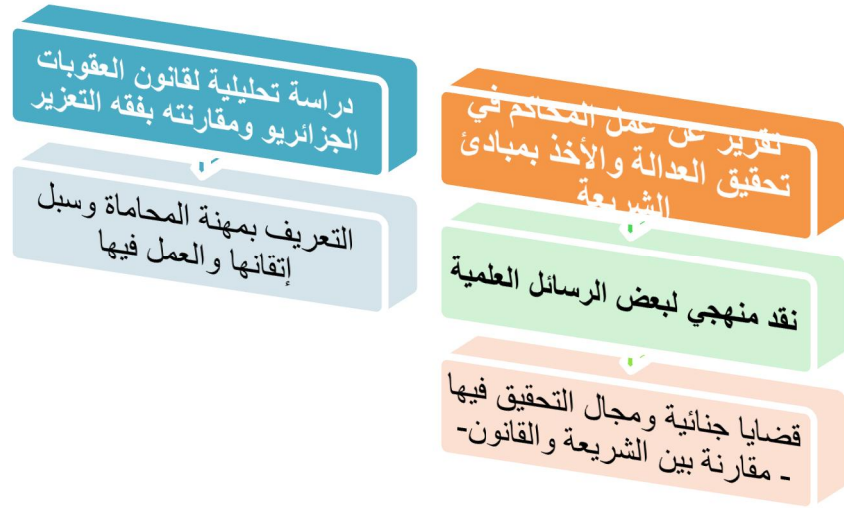 تقرير عن عمل المحاكم في
تحقيق العدالة والأخذ بمبادئ
الشريعة
نقد منهجي لبعض الرسائل العلمية
قضايا جنائية ومجال التحقيق فيها
- مقارنة بين الشريعة والقانون-
دراسة تحليلية لقانون العقوبات
الجزائريو ومقارنته بفقه التعزير
التعريف بمهنة المحاماة وسبل
إتقانها والعمل فيها